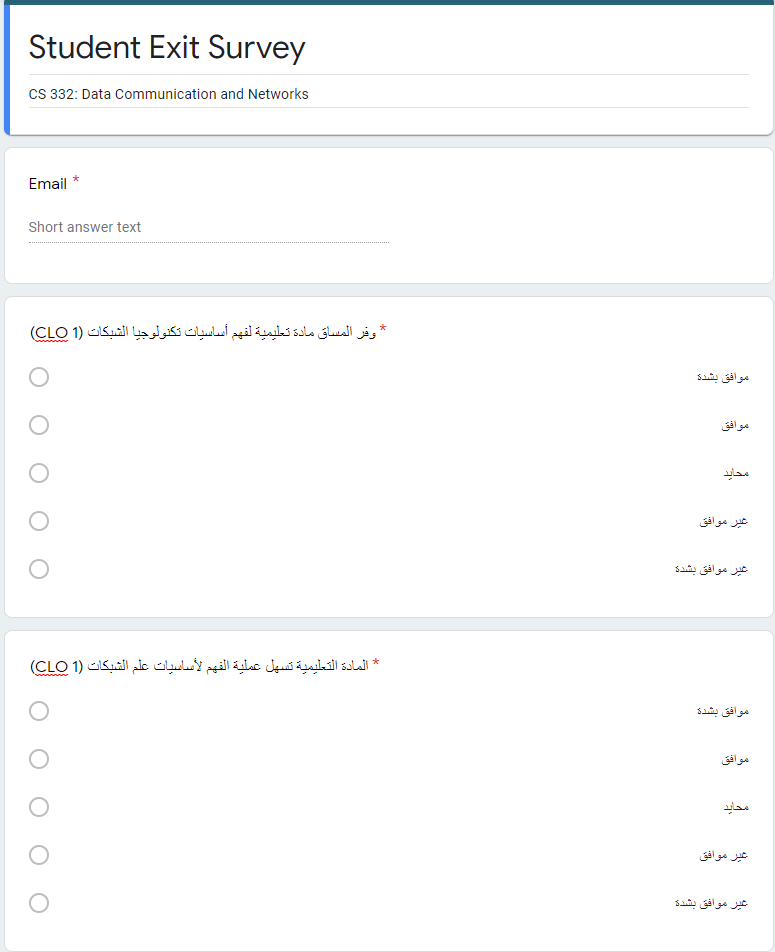 Student Exit Survey
CS 332: Data Communication and Networks
Email *
Short answer text
وفر المساق مادة تعليمية لفهم أساسيات تكنولوجيا الشبكات (CLO 1) *
موافق بشدة
موافق
محايد
غير موافق
غير موافق بشدة
المادة التعليمية تسهل عملية الفهم لأساسيات علم الشبكات (CLO 1) *
موافق بشدة
موافق
محايد
غير موافق
غير موافق بشدة